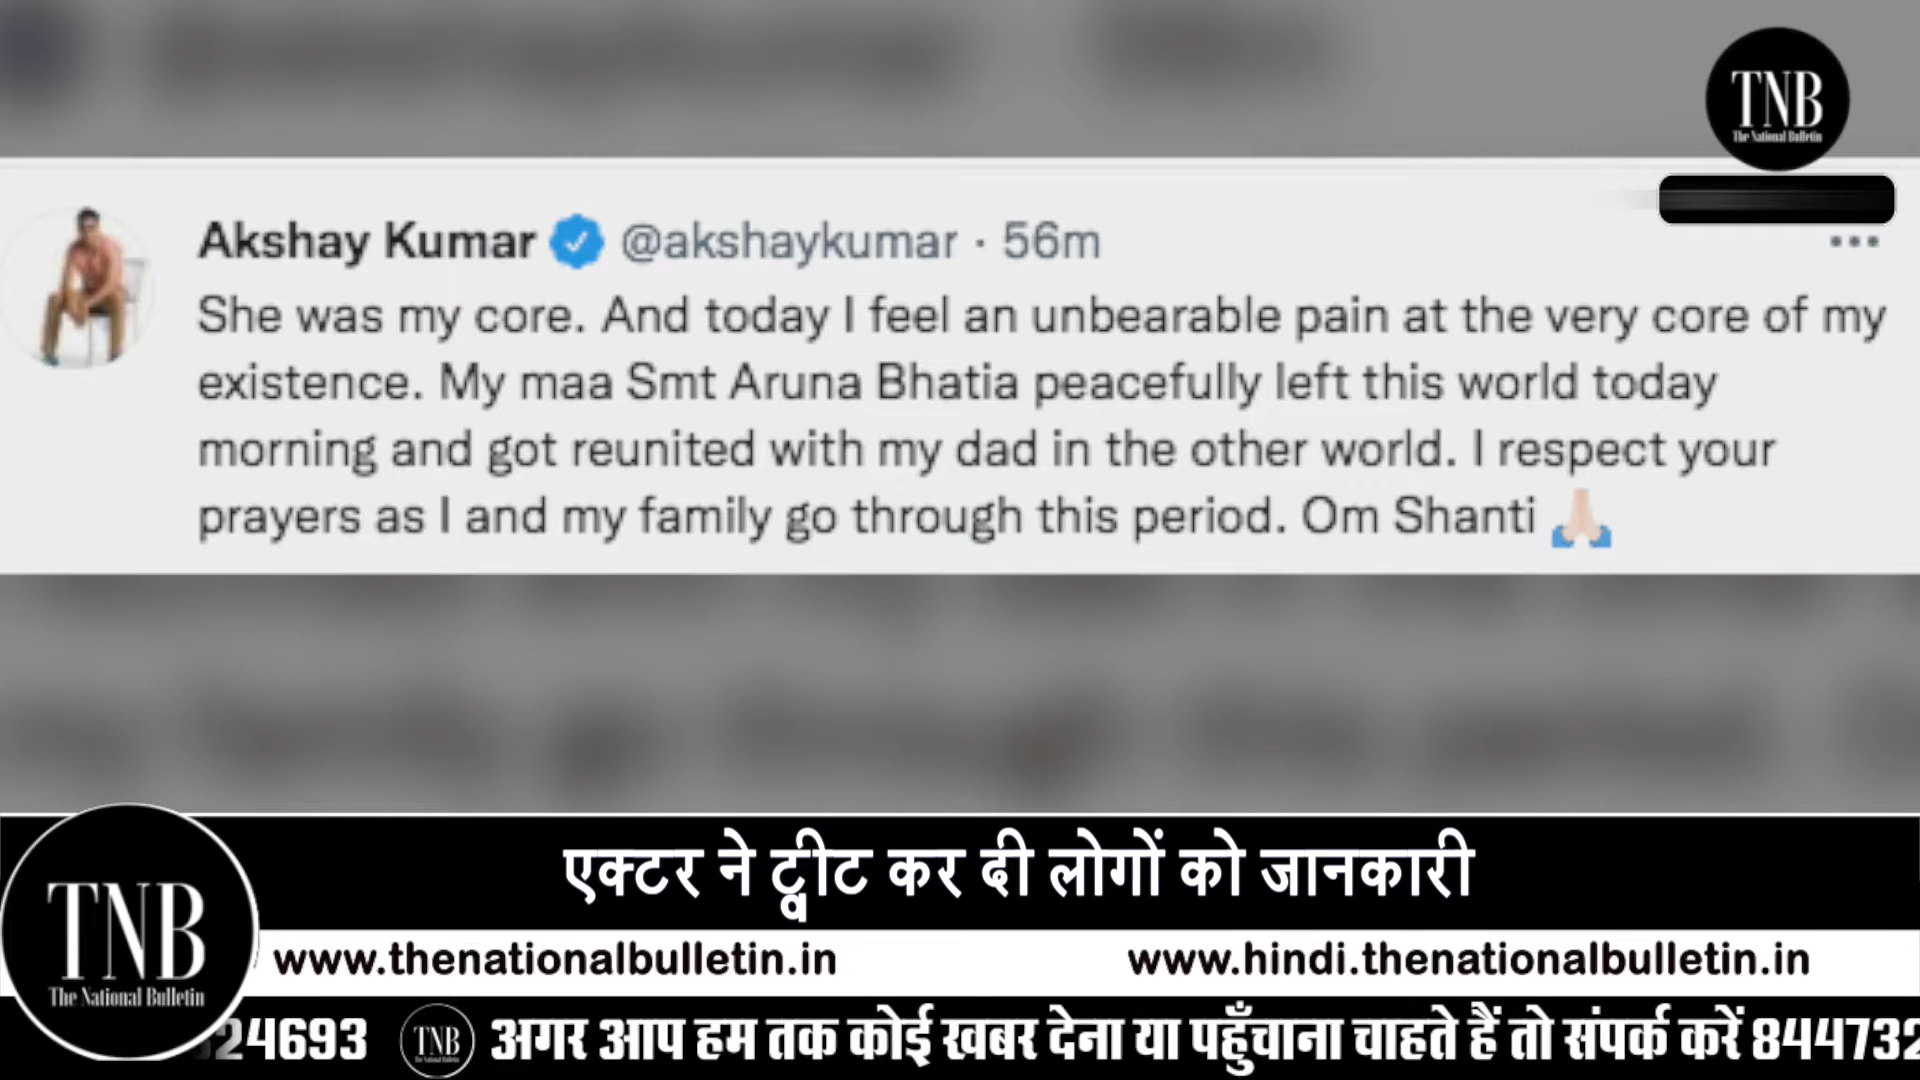 TNB
The National Bulletin
Akshay Kumar @akshaykumar · 56m
She was my core. And today I feel an unbearable pain at the very core of my
existence. My maa Smt Aruna Bhatia peacefully left this world today
morning and got reunited with my dad in the other world. I respect your
prayers as I and my family go through this period. Om Shanti 🙏🏻
एक्टर ने ट्वीट कर दी लोगों को जानकारी
TNB
The National Bulletin
www.thenationalbulletin.in www.hindi.thenationalbulletin.in
24693 TNB अगर आप हम तक कोई खबर देना या पहुँचाना चाहते हैं तो संपर्क करें 844732